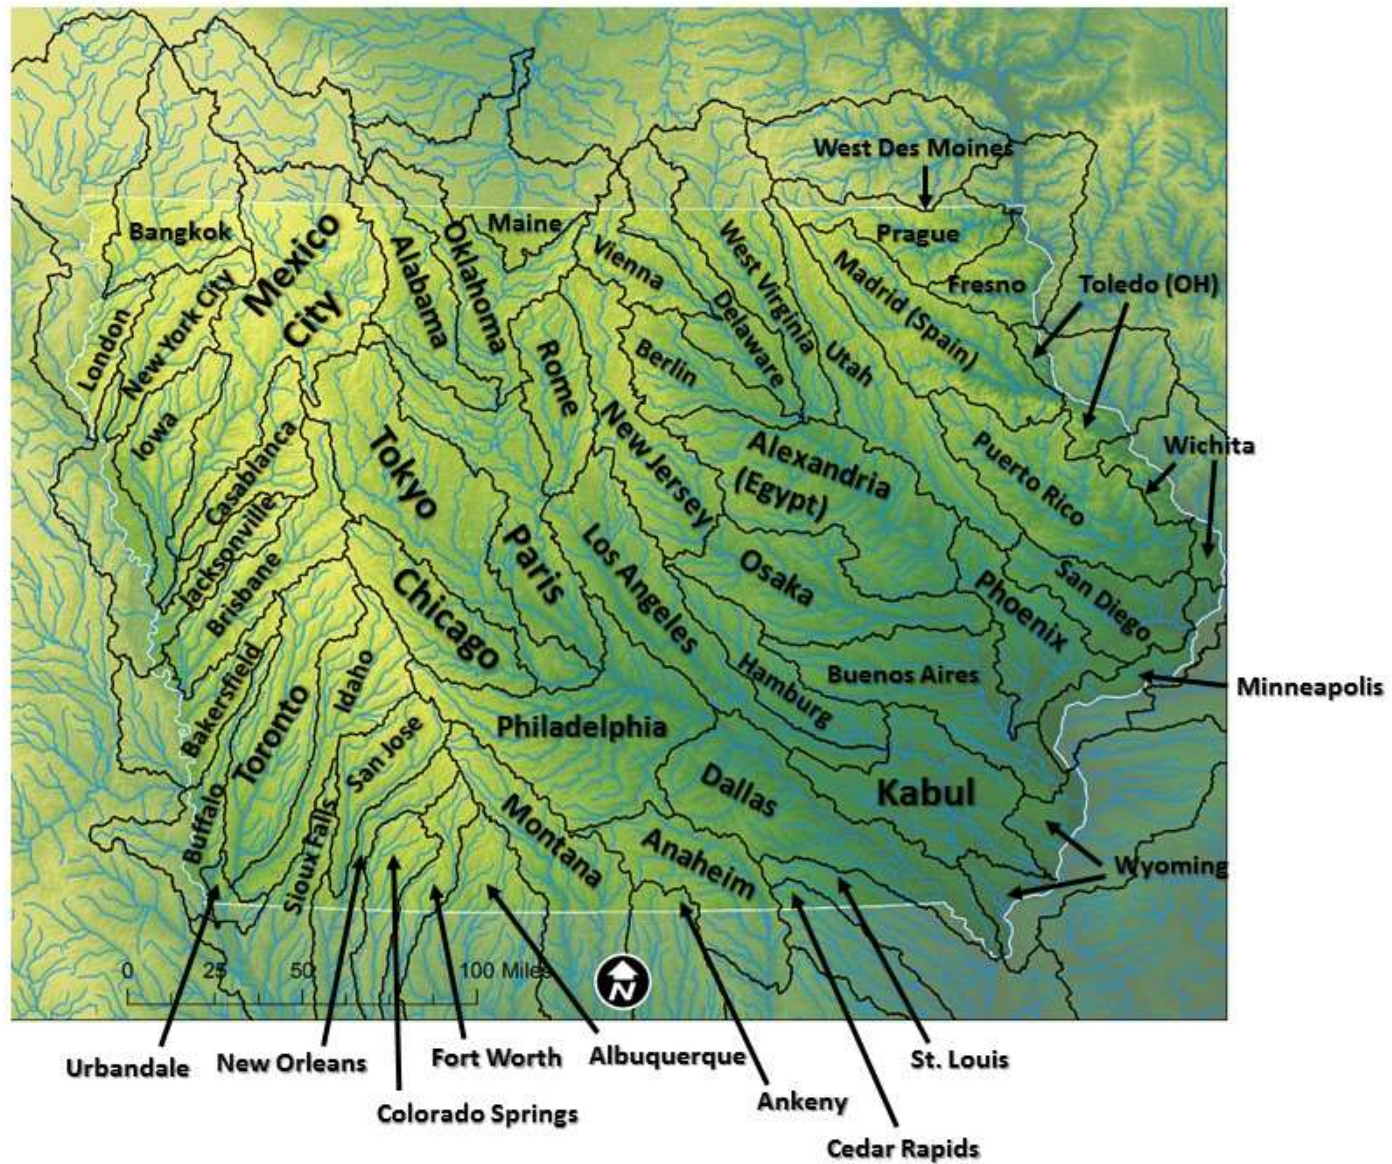 West Des Moines
Bangkok
Mexico
City
Alabama
Oklahoma
Maine
Vienna
West Virginia
Prague
Fresno
Toledo (OH)
Madrid (Spain)
London
New York City
Delaware
Utah
Berlin
Rome
Iowa
Casablanca
Tokyo
New Jersey
Alexandria
(Egypt)
Puerto Rico
Wichita
Jacksonville
Brisbane
Paris
Los Angeles
Osaka
Phoenix
San Diego
Chicago
Bakersfield
Toronto
Idaho
San Jose
Hamburg
Buenos Aires
Minneapolis
Philadelphia
Buffalo
Sioux Falls
Montana
Dallas
Kabul
Anaheim
Wyoming
0 25 50 100 Miles
N
Urbandale
New Orleans
Fort Worth
Albuquerque
St. Louis
Colorado Springs
Ankeny
Cedar Rapids